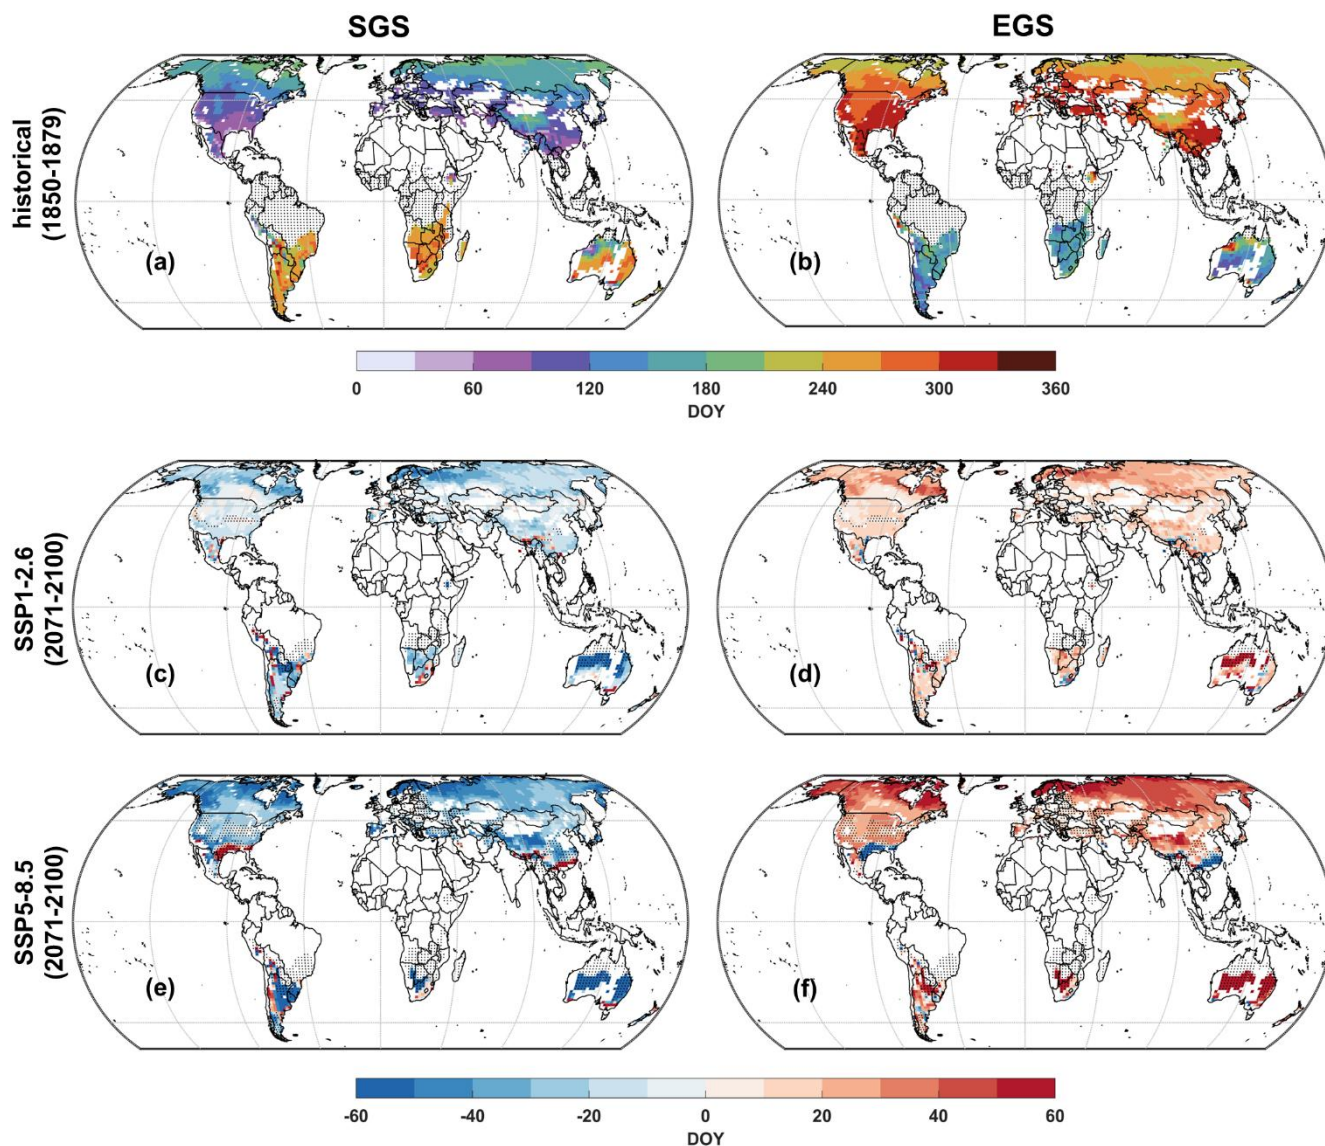 SGS
EGS
historical
(1850-1879)
(a)
(b)
0 60 120 180 240 300 360
DOY
SSP1-2.6
(2071-2100)
(c)
(d)
SSP5-8.5
(2071-2100)
(e)
(f)
-60 -40 -20 0 20 40 60
DOY